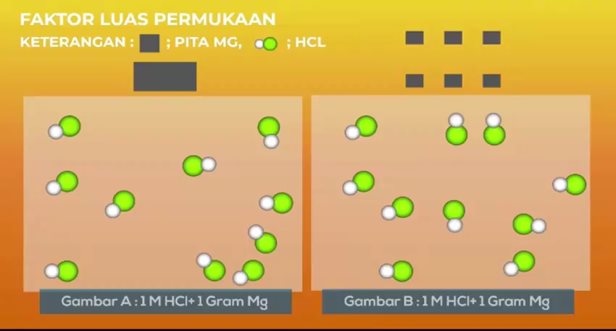 FAKTOR LUAS PERMUKAAN
KETERANGAN : ; PITA MG, ; HCL
Gambar A : 1 M HCl+ 1 Gram Mg
Gambar B : 1 M HCl+ 1 Gram Mg